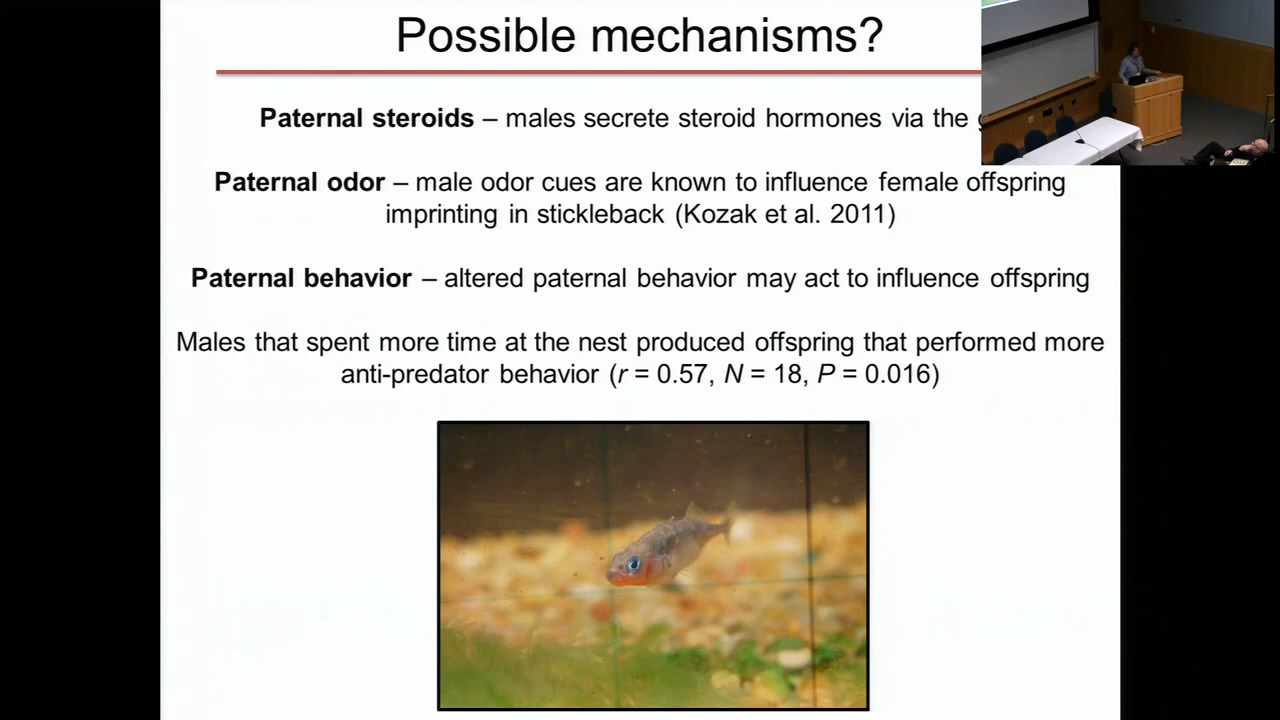 Possible mechanisms?
Paternal steroids – males secrete steroid hormones via the
Paternal odor – male odor cues are known to influence female offspring
imprinting in stickleback (Kozak et al. 2011)
Paternal behavior – altered paternal behavior may act to influence offspring
Males that spent more time at the nest produced offspring that performed more
anti-predator behavior (r = 0.57, N = 18, P = 0.016)